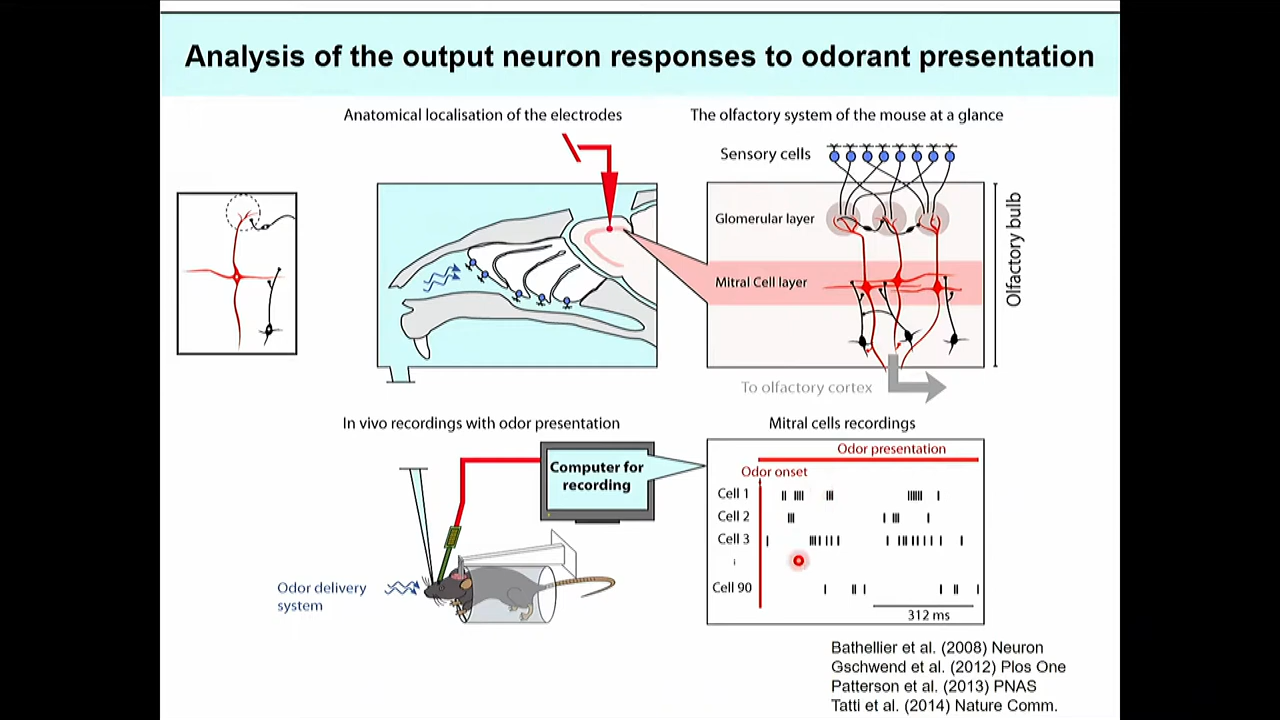 Analysis of the output neuron responses to odorant presentation
Anatomical localisation of the electrodes
The olfactory system of the mouse at a glance
Sensory cells
Glomerular layer
Mitral Cell layer
Olfactory bulb
To olfactory cortex
In vivo recordings with odor presentation
Computer for
recording
Odor delivery
system
Mitral cells recordings
Odor presentation
Odor onset
Cell 1
Cell 2
Cell 3
Cell 90
312 ms
Bathellier et al. (2008) Neuron
Gschwend et al. (2012) Plos One
Patterson et al. (2013) PNAS
Tatti et al. (2014) Nature Comm.